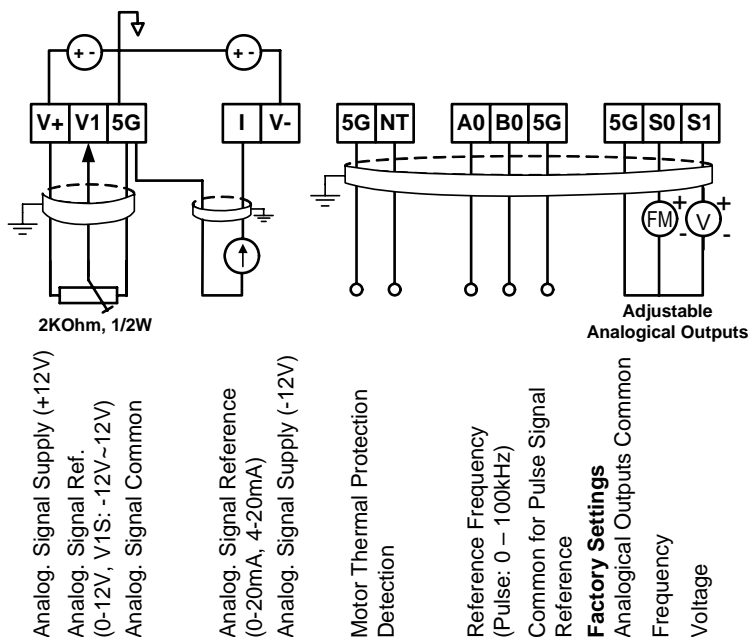 + -
+ -
V+ V1 5G
I V-
5G NT
A0 B0 5G
5G S0 S1
FM + -
V + -
2KOhm, 1/2W
Adjustable
Analogical Outputs
Analog. Signal Supply (+12V)
Analog. Signal Ref.
(0-12V, V1S: -12V~12V)
Analog. Signal Common
Analog. Signal Reference
(0-20mA, 4-20mA)
Analog. Signal Supply (-12V)
Motor Thermal Protection
Detection
Reference Frequency
(Pulse: 0 – 100kHz)
Common for Pulse Signal
Reference
Factory Settings
Analogical Outputs Common
Frequency
Voltage